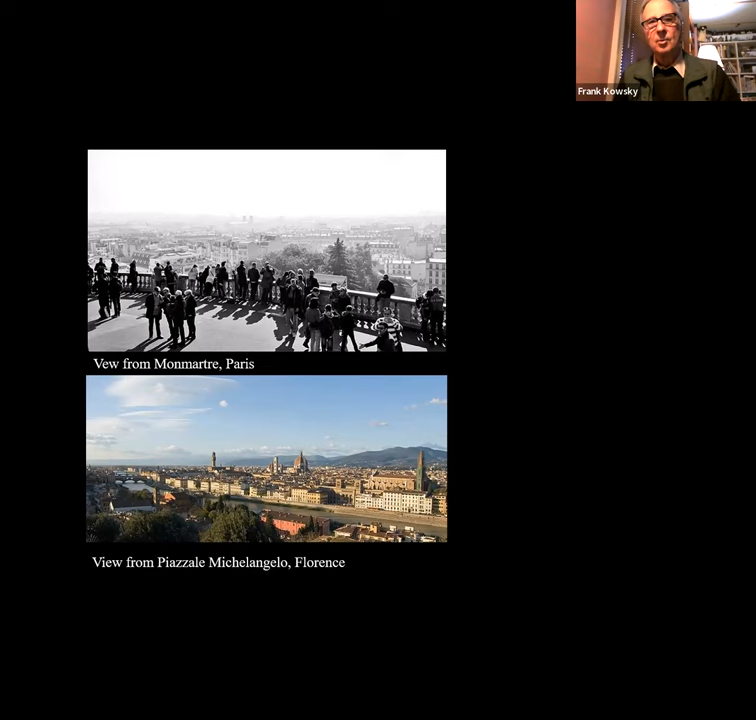 Frank Kowsky
Vew from Monmartre, Paris
View from Piazzale Michelangelo, Florence